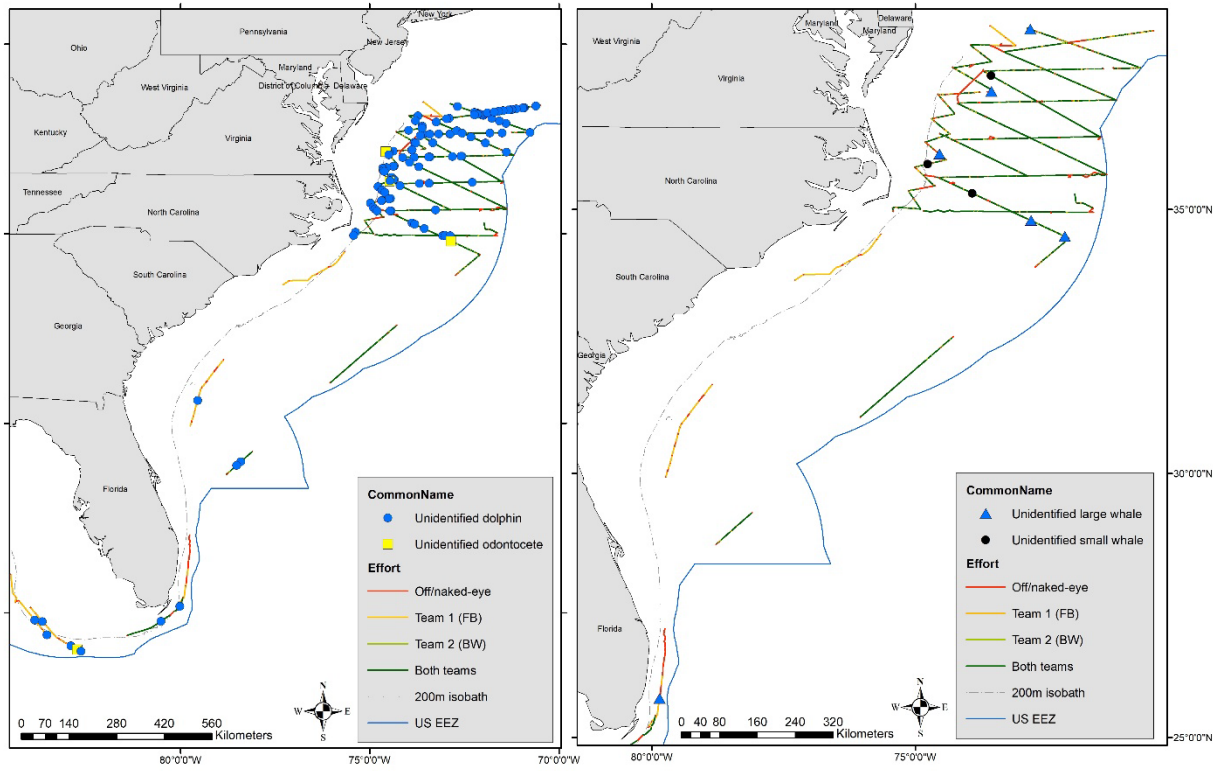 New York
Pennsylvania
Ohio
New Jersey
Maryland
District of Columbia
Delaware
West Virginia
Kentucky
Virginia
Tennessee
North Carolina
South Carolina
Georgia
Florida
CommonName
Unidentified dolphin
Unidentified odontocete
Effort
Off/naked-eye
Team 1 (FB)
Team 2 (BW)
Both teams
200m isobath
US EEZ
N
W E
S
0 70 140 280 420 560
Kilometers
80°0'0"W 75°0'0"W 70°0'0"W
Maryland
Delaware
West Virginia
Maryland
Virginia
North Carolina
35°0'0"N
South Carolina
Georgia
30°0'0"N
Florida
CommonName
Unidentified large whale
Unidentified small whale
Effort
Off/naked-eye
Team 1 (FB)
Team 2 (BW)
Both teams
200m isobath
US EEZ
N
W E
S
0 40 80 160 240 320
Kilometers
25°0'0"N
80°0'0"W 75°0'0"W